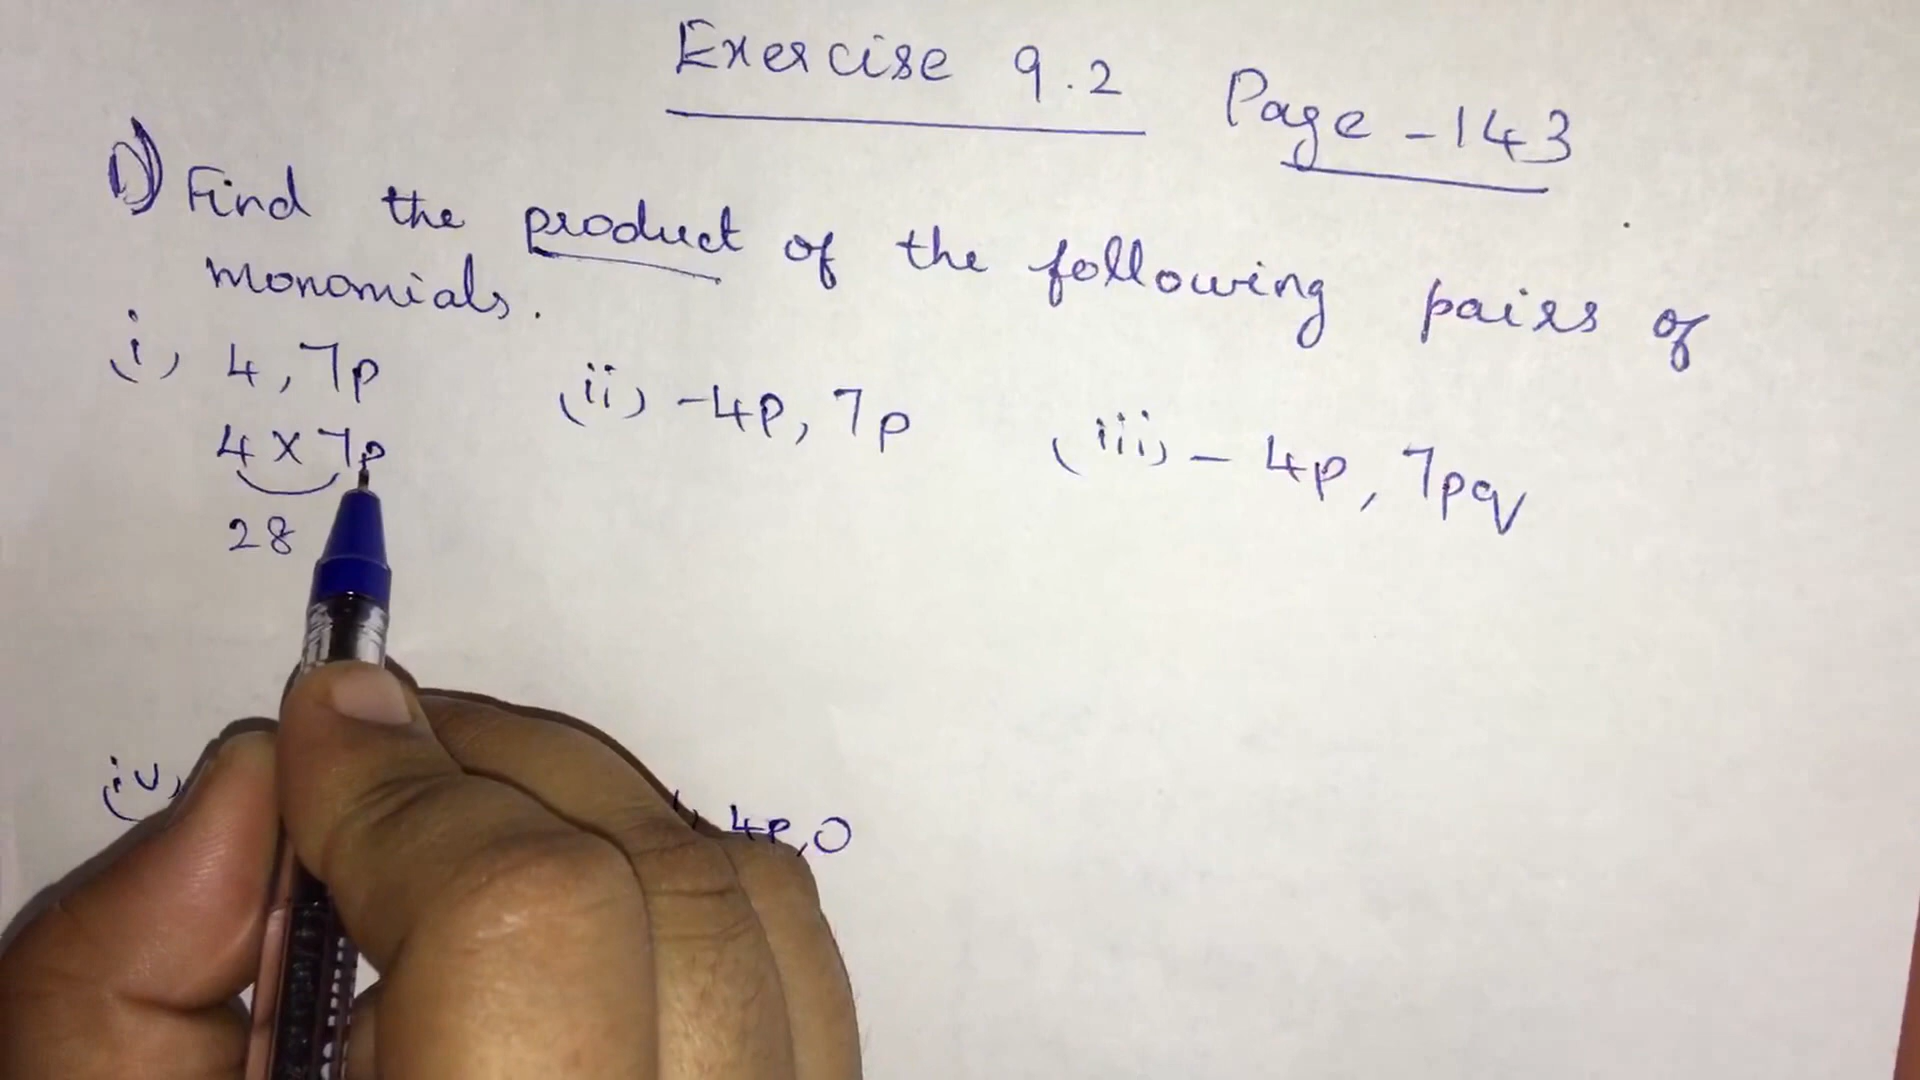 Exercise 9.2 Page - 143
1) Find the product of the following pairs of
monomials.
(i) 4, 7p (ii) -4p, 7p (iii) - 4p, 7pq
4 × 7p
28
(iv) 4p, 0